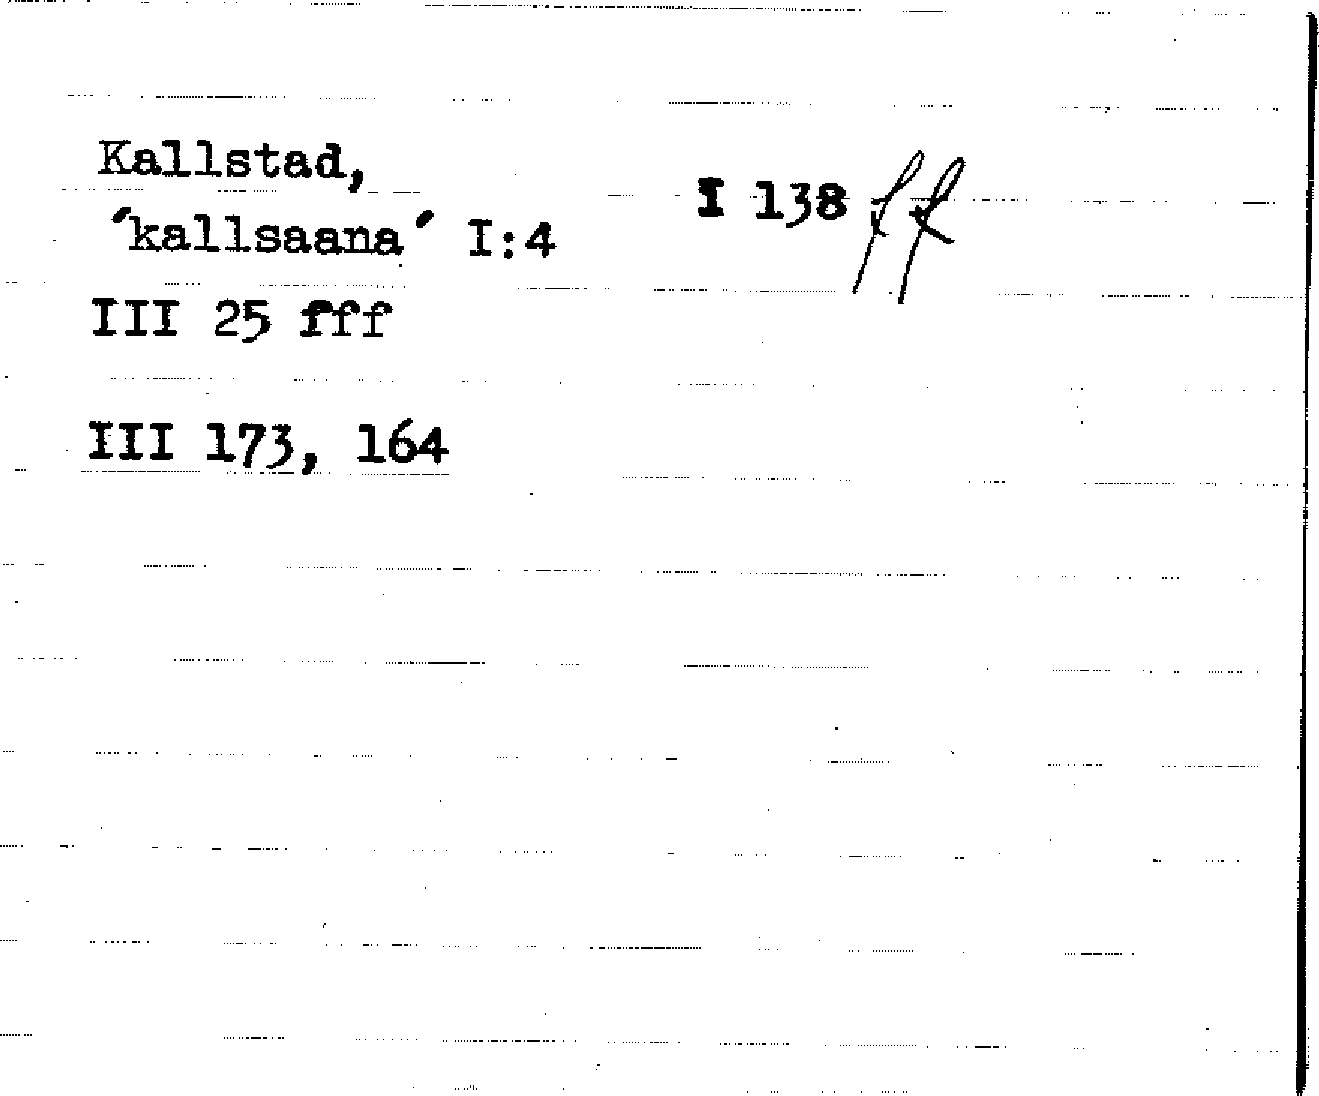 Kallstad,
'kallsaana' I:4
I 138 ff
III 25 fff
III 173, 164